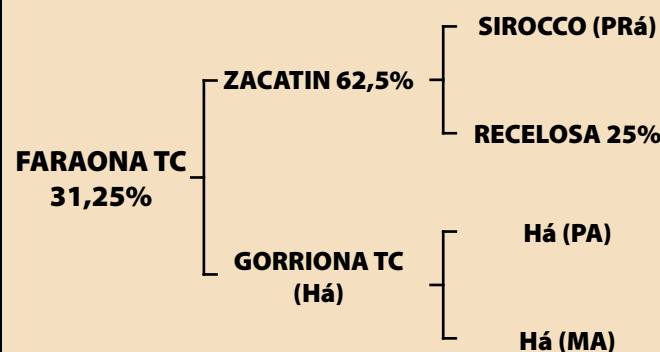 SIROCCO (PRá)
ZACATIN 62,5%
RECELOSA 25%
FARAONA TC
31,25%
Há (PA)
GORRIONA TC
(Há)
Há (MA)